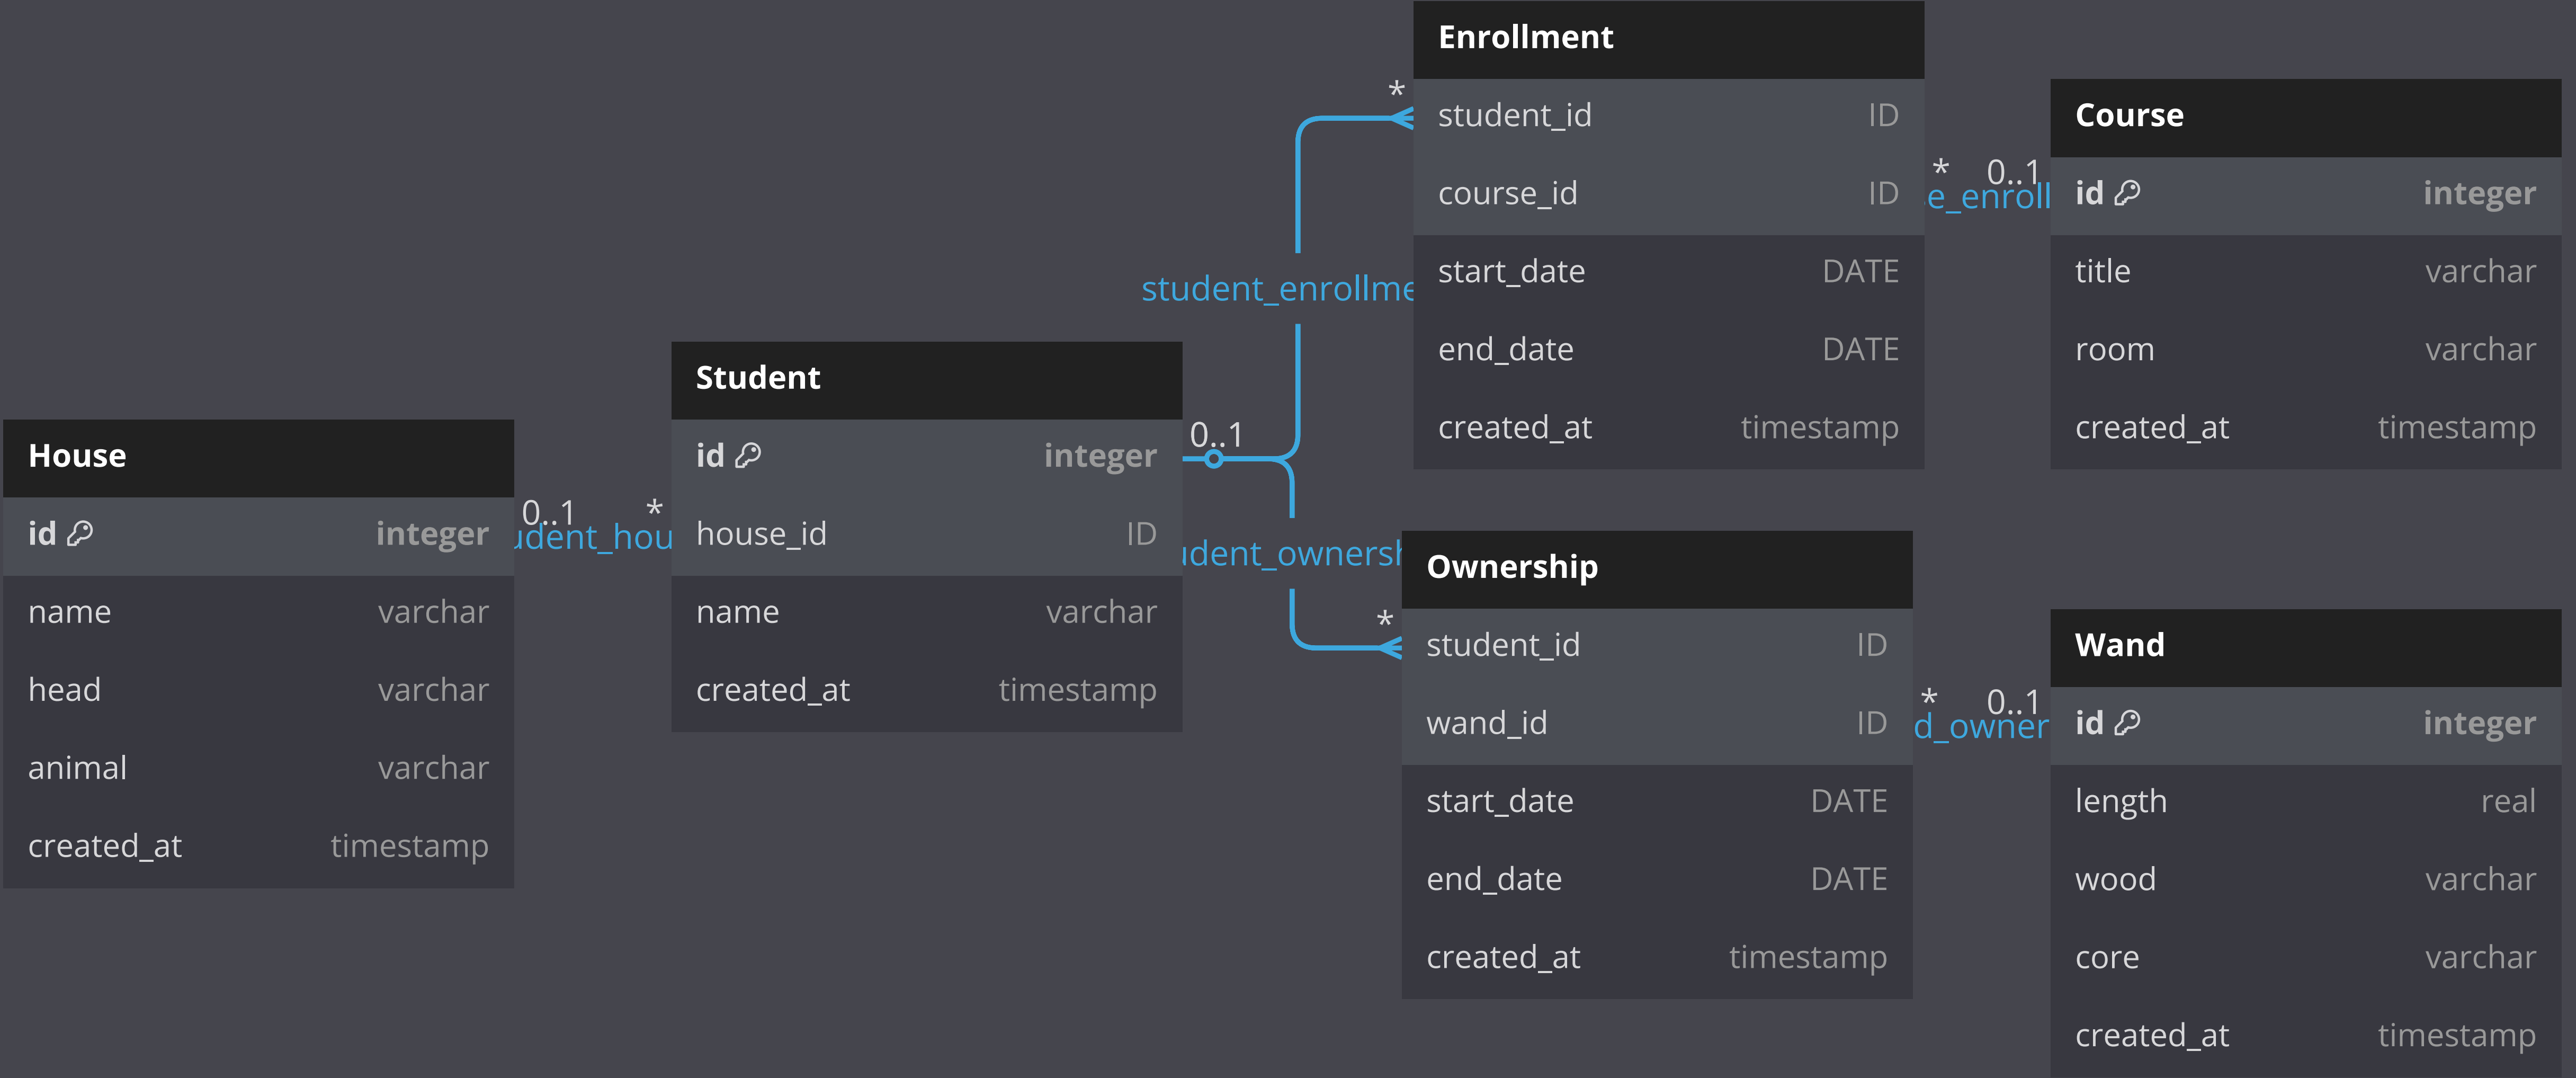 Enrollment
*
student_id ID
course_id ID
start_date DATE
end_date DATE
created_at timestamp
student_enrollme
Course
* 0..1
e_enroll
id integer
title varchar
room varchar
created_at timestamp
Student
0..1
id integer
house_id ID
name varchar
created_at timestamp
House
0..1 *
udent_hou
id integer
name varchar
head varchar
animal varchar
created_at timestamp
udent_ownersh
Ownership
*
student_id ID
wand_id ID
start_date DATE
end_date DATE
created_at timestamp
Wand
* 0..1
d_owner
id integer
length real
wood varchar
core varchar
created_at timestamp